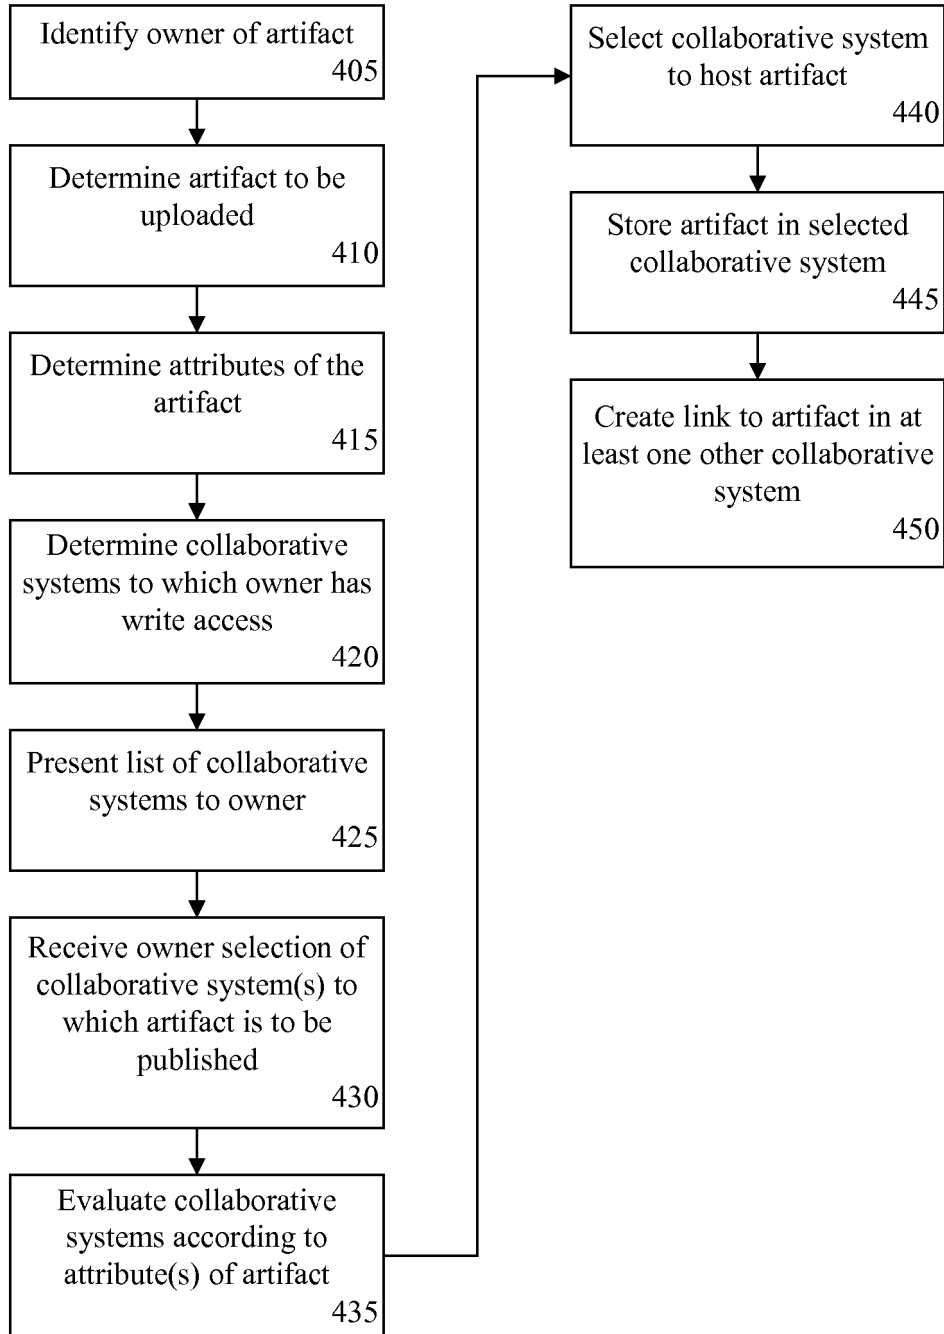 Identify owner of artifact
405
Determine artifact to be
uploaded
410
Determine attributes of the
artifact
415
Determine collaborative
systems to which owner has
write access
420
Present list of collaborative
systems to owner
425
Receive owner selection of
collaborative system(s) to
which artifact is to be
published
430
Evaluate collaborative
systems according to
attribute(s) of artifact
435
Select collaborative system
to host artifact
440
Store artifact in selected
collaborative system
445
Create link to artifact in at
least one other collaborative
system
450